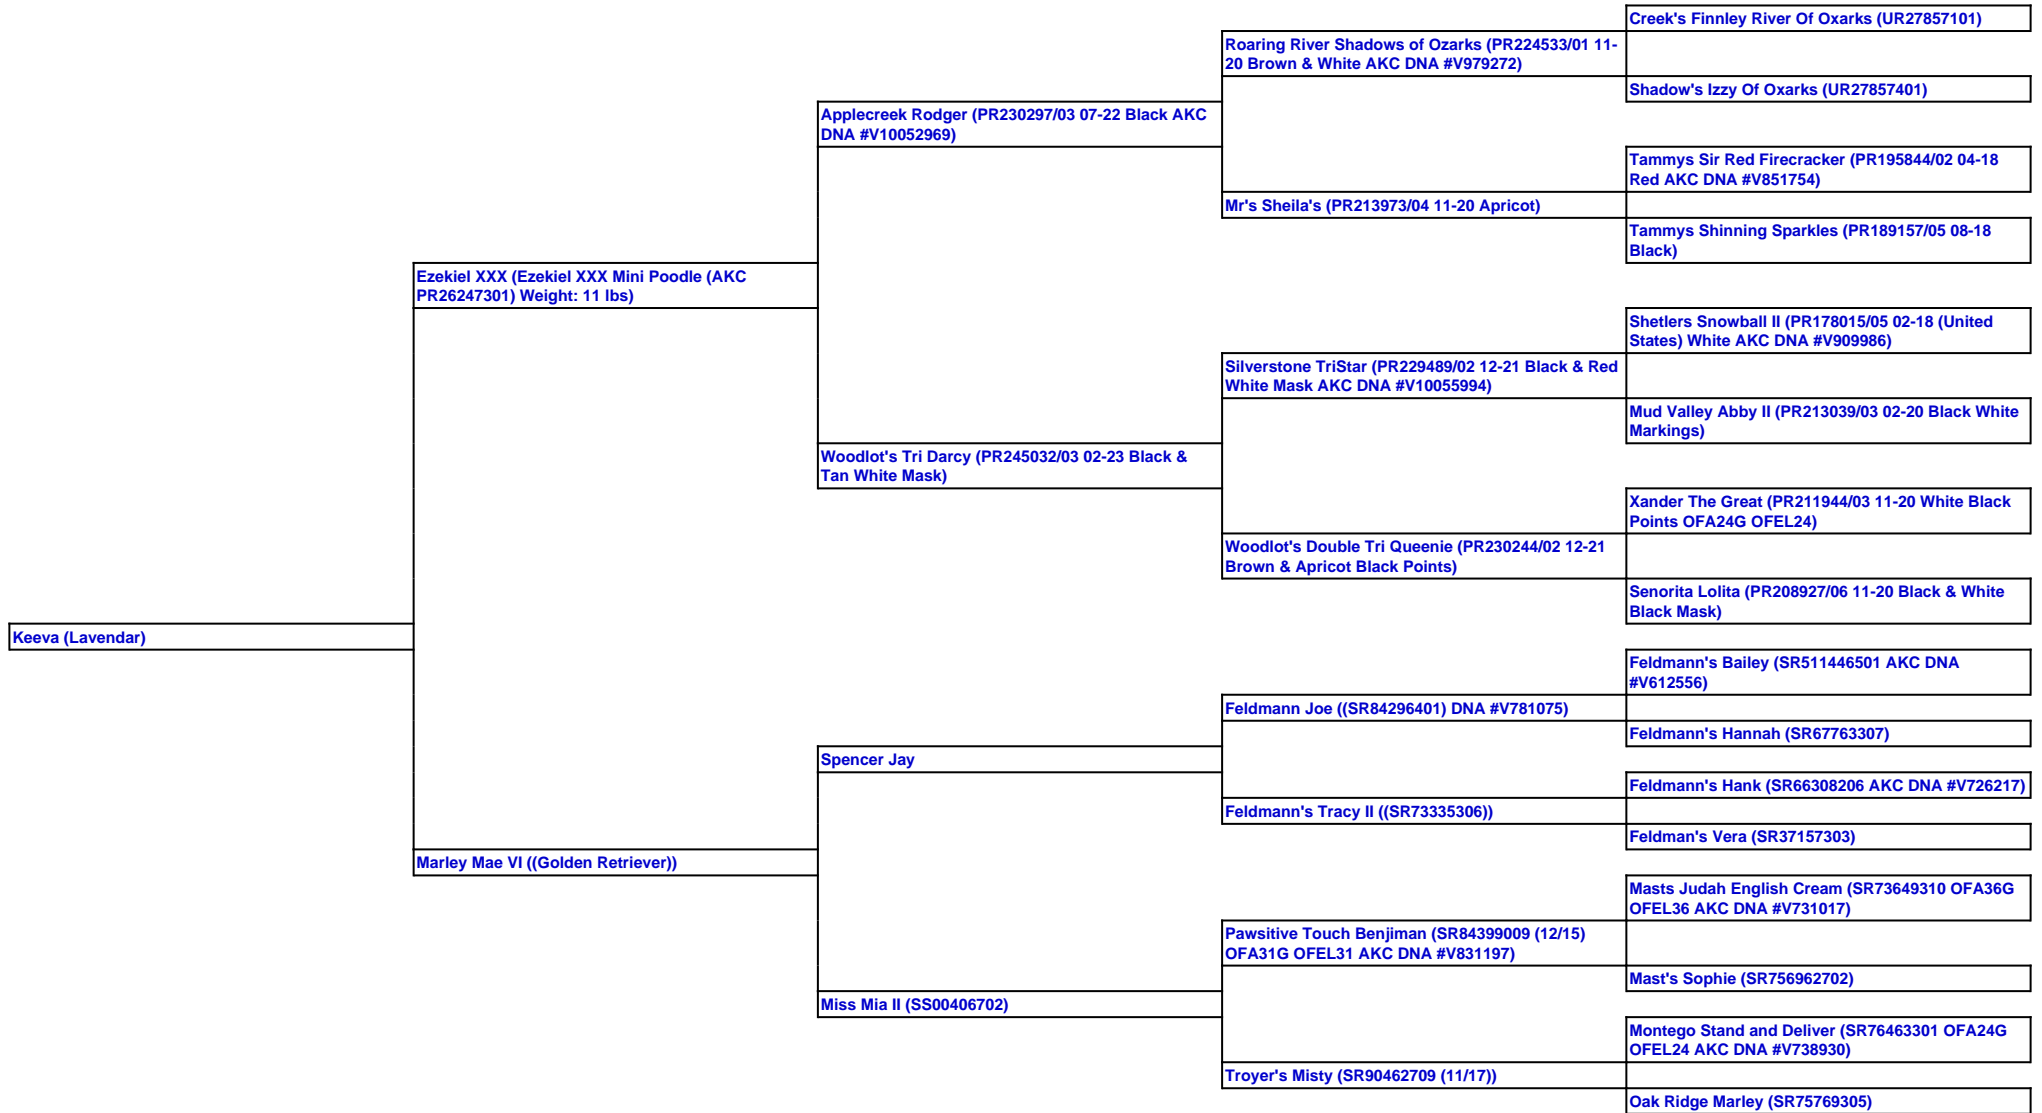 Creek's Finnley River Of Oxarks (UR27857101)
Roaring River Shadows of Ozarks (PR224533/01 11-
20 Brown & White AKC DNA #V979272)
Shadow's Izzy Of Oxarks (UR27857401)
Applecreek Rodger (PR230297/03 07-22 Black AKC
DNA #V10052969)
Tammys Sir Red Firecracker (PR195844/02 04-18
Red AKC DNA #V851754)
Mr's Sheila's (PR213973/04 11-20 Apricot)
Tammys Shinning Sparkles (PR189157/05 08-18
Black)
Ezekiel XXX (Ezekiel XXX Mini Poodle (AKC
PR26247301) Weight: 11 lbs)
Shetlers Snowball II (PR178015/05 02-18 (United
States) White AKC DNA #V909986)
Silverstone TriStar (PR229489/02 12-21 Black & Red
White Mask AKC DNA #V10055994)
Mud Valley Abby II (PR213039/03 02-20 Black White
Markings)
Woodlot's Tri Darcy (PR245032/03 02-23 Black &
Tan White Mask)
Xander The Great (PR211944/03 11-20 White Black
Points OFA24G OFEL24)
Woodlot's Double Tri Queenie (PR230244/02 12-21
Brown & Apricot Black Points)
Senorita Lolita (PR208927/06 11-20 Black & White
Black Mask)
Keeva (Lavendar)
Feldmann's Bailey (SR511446501 AKC DNA
#V612556)
Feldmann Joe ((SR84296401) DNA #V781075)
Feldmann's Hannah (SR67763307)
Spencer Jay
Feldmann's Hank (SR66308206 AKC DNA #V726217)
Feldmann's Tracy II ((SR73335306))
Feldman's Vera (SR37157303)
Marley Mae VI ((Golden Retriever))
Masts Judah English Cream (SR73649310 OFA36G
OFEL36 AKC DNA #V731017)
Pawsitive Touch Benjiman (SR84399009 (12/15)
OFA31G OFEL31 AKC DNA #V831197)
Mast's Sophie (SR756962702)
Miss Mia II (SS00406702)
Montego Stand and Deliver (SR76463301 OFA24G
OFEL24 AKC DNA #V738930)
Troyer's Misty (SR90462709 (11/17))
Oak Ridge Marley (SR75769305)